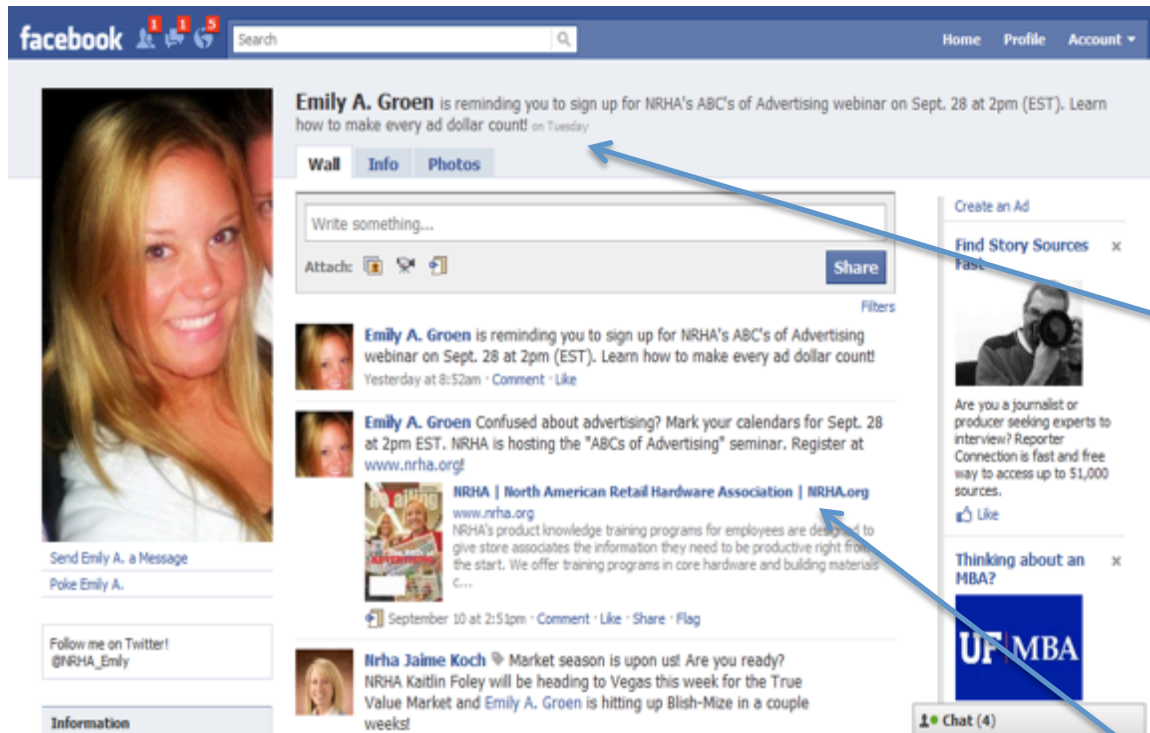 facebook 1 1 5 Search Home Profile Account
Emily A. Groen is reminding you to sign up for NRHA's ABC's of Advertising webinar on Sept. 28 at 2pm (EST). Learn
how to make every ad dollar count! on Tuesday
Wall Info Photos
Write something...
Attach:
Share
Filters
Emily A. Groen is reminding you to sign up for NRHA's ABC's of Advertising
webinar on Sept. 28 at 2pm (EST). Learn how to make every ad dollar count!
Yesterday at 8:52am · Comment · Like
Emily A. Groen Confused about advertising? Mark your calendars for Sept. 28
at 2pm EST. NRHA is hosting the "ABCs of Advertising" seminar. Register at
www.nrha.org!
NRHA | North American Retail Hardware Association | NRHA.org
www.nrha.org
NRHA's product knowledge training programs for employees are designed to
give store associates the information they need to be productive right from
the start. We offer training programs in core hardware and building materials
c...
ADVERTISING
September 10 at 2:51pm · Comment · Like · Share · Flag
Nrha Jaime Koch Market season is upon us! Are you ready?
NRHA Kaitlin Foley will be heading to Vegas this week for the True
Value Market and Emily A. Groen is hitting up Blish-Mize in a couple
weeks!
Send Emily A. a Message
Poke Emily A.
Follow me on Twitter!
@NRHA_Emily
Information
Create an Ad
Find Story Sources x
Fast
Are you a journalist or
producer seeking experts to
interview? Reporter
Connection is fast and free
way to access up to 51,000
sources.
Like
Thinking about an x
MBA?
UF MBA
Chat (4)